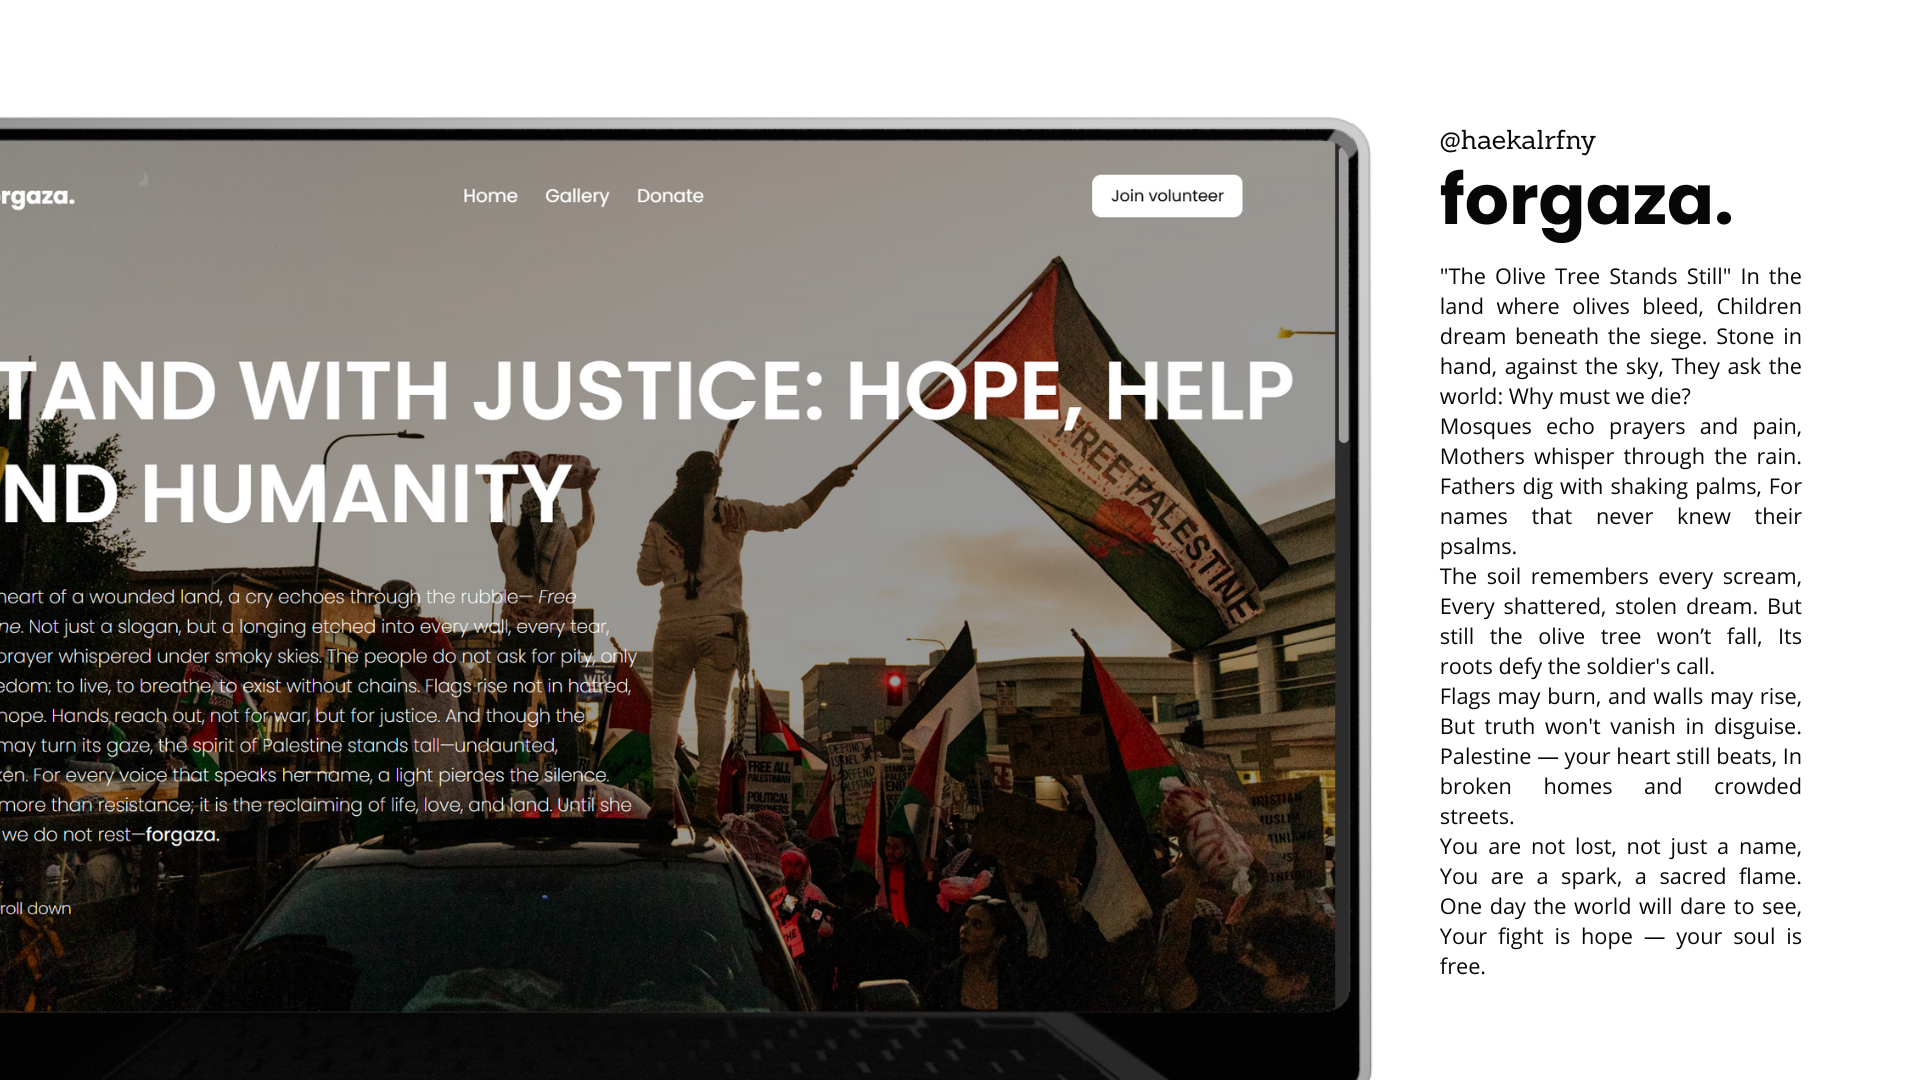 orgaza.
Home Gallery Donate
Join volunteer
TAND WITH JUSTICE: HOPE, HELP
ND HUMANITY
heart of a wounded land, a cry echoes through the rubble— Free
ne. Not just a slogan, but a longing etched into every wall, every tear,
prayer whispered under smoky skies. The people do not ask for pity, only
edom: to live, to breathe, to exist without chains. Flags rise not in hatred,
hope. Hands reach out, not for war, but for justice. And though the
may turn its gaze, the spirit of Palestine stands tall—undaunted,
ken. For every voice that speaks her name, a light pierces the silence.
more than resistance; it is the reclaiming of life, love, and land. Until she
we do not rest—forgaza.
roll down
FREE PALESTINE
FREE ALL
PALESTINIAN
POLITICAL
PRISONERS
DEFUND
ISRAEL
DEFEND
PALESTINE
@haekalrfny
forgaza.
"The Olive Tree Stands Still" In the
land where olives bleed, Children
dream beneath the siege. Stone in
hand, against the sky, They ask the
world: Why must we die?
Mosques echo prayers and pain,
Mothers whisper through the rain.
Fathers dig with shaking palms, For
names that never knew their
psalms.
The soil remembers every scream,
Every shattered, stolen dream. But
still the olive tree won’t fall, Its
roots defy the soldier's call.
Flags may burn, and walls may rise,
But truth won't vanish in disguise.
Palestine — your heart still beats, In
broken homes and crowded
streets.
You are not lost, not just a name,
You are a spark, a sacred flame.
One day the world will dare to see,
Your fight is hope — your soul is
free.